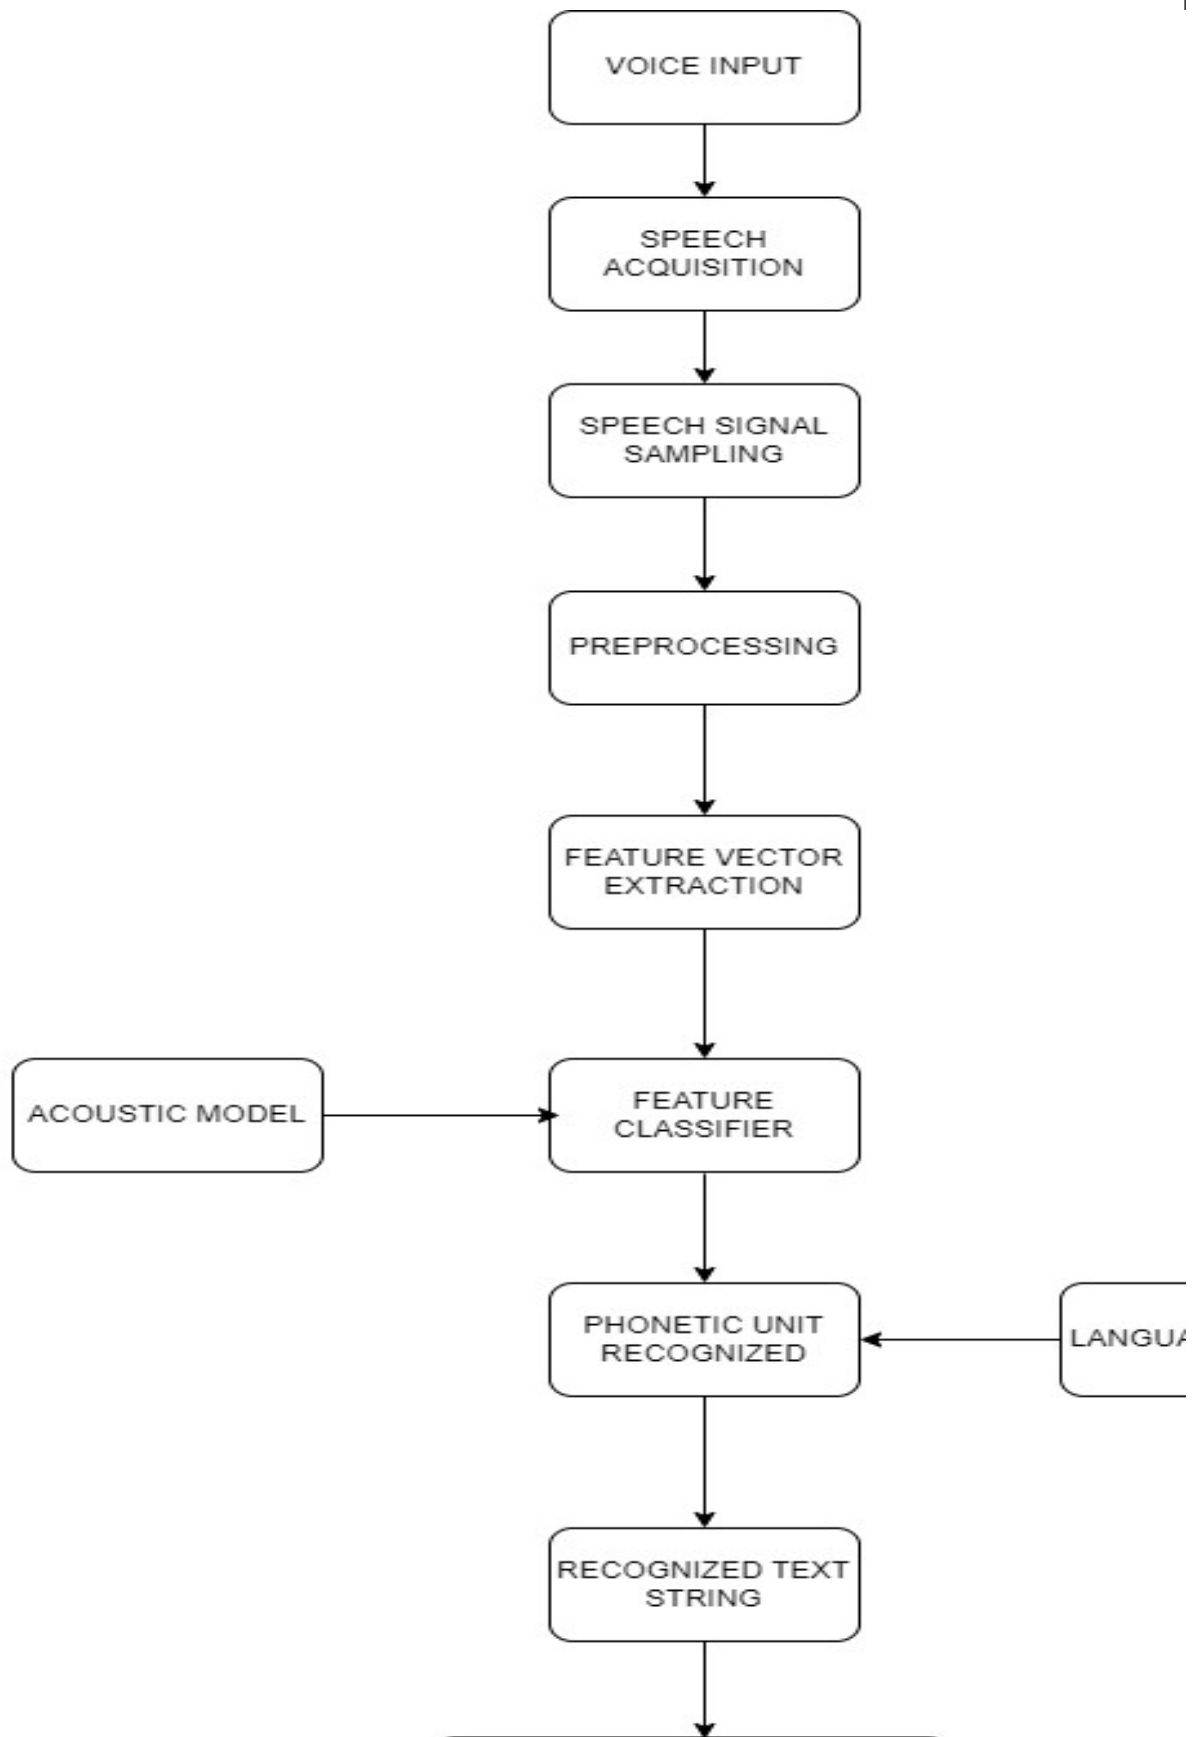 VOICE INPUT
SPEECH
ACQUISITION
SPEECH SIGNAL
SAMPLING
PREPROCESSING
FEATURE VECTOR
EXTRACTION
ACOUSTIC MODEL
FEATURE
CLASSIFIER
PHONETIC UNIT
RECOGNIZED
RECOGNIZED TEXT
STRING